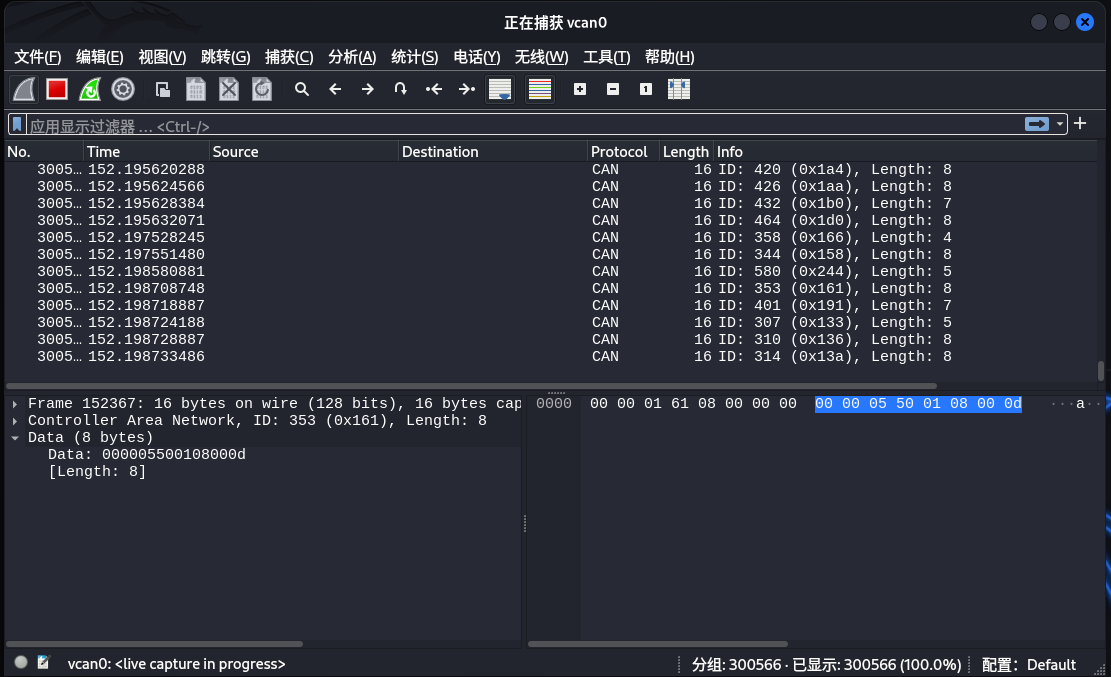 正在捕获 vcan0
文件(F) 编辑(E) 视图(V) 跳转(G) 捕获(C) 分析(A) 统计(S) 电话(Y) 无线(W) 工具(T) 帮助(H)
应用显示过滤器 … <Ctrl-/>
No. Time Source Destination Protocol Length Info
3005… 152.195620288 CAN 16 ID: 420 (0x1a4), Length: 8
3005… 152.195624566 CAN 16 ID: 426 (0x1aa), Length: 8
3005… 152.195628384 CAN 16 ID: 432 (0x1b0), Length: 7
3005… 152.195632071 CAN 16 ID: 464 (0x1d0), Length: 8
3005… 152.197528245 CAN 16 ID: 358 (0x166), Length: 4
3005… 152.197551480 CAN 16 ID: 344 (0x158), Length: 8
3005… 152.198580881 CAN 16 ID: 580 (0x244), Length: 5
3005… 152.198708748 CAN 16 ID: 353 (0x161), Length: 8
3005… 152.198718887 CAN 16 ID: 401 (0x191), Length: 7
3005… 152.198724188 CAN 16 ID: 307 (0x133), Length: 5
3005… 152.198728887 CAN 16 ID: 310 (0x136), Length: 8
3005… 152.198733486 CAN 16 ID: 314 (0x13a), Length: 8
Frame 152367: 16 bytes on wire (128 bits), 16 bytes cap
Controller Area Network, ID: 353 (0x161), Length: 8
Data (8 bytes)
Data: 000005500108000d
[Length: 8]
0000 00 00 01 61 08 00 00 00 00 00 05 50 01 08 00 0d ···a··
vcan0: <live capture in progress>
分组: 300566 · 已显示: 300566 (100.0%)
配置: Default